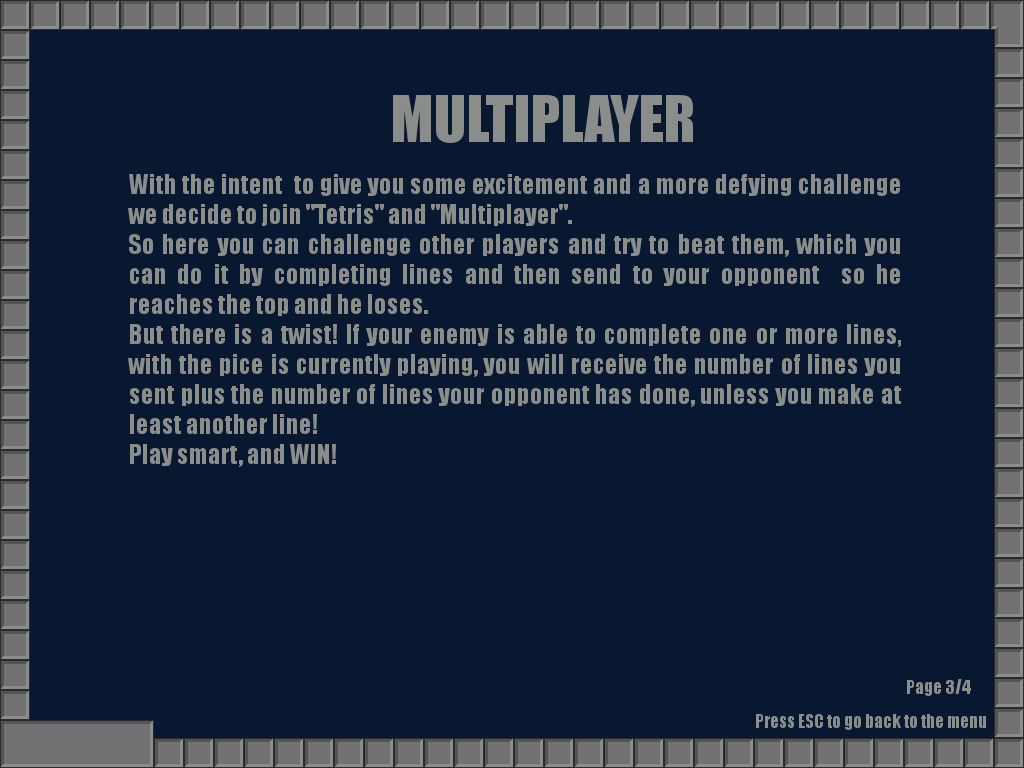 MULTIPLAYER
With the intent  to give you some excitement and a more defying challenge
we decide to join "Tetris" and "Multiplayer".
So here you can challenge other players and try to beat them, which you
can do it by completing lines and then send to your opponent  so he
reaches the top and he loses.
But there is a twist! If your enemy is able to complete one or more lines,
with the pice is currently playing, you will receive the number of lines you
sent plus the number of lines your opponent has done, unless you make at
least another line!
Play smart, and WIN!
Page 3/4
Press ESC to go back to the menu